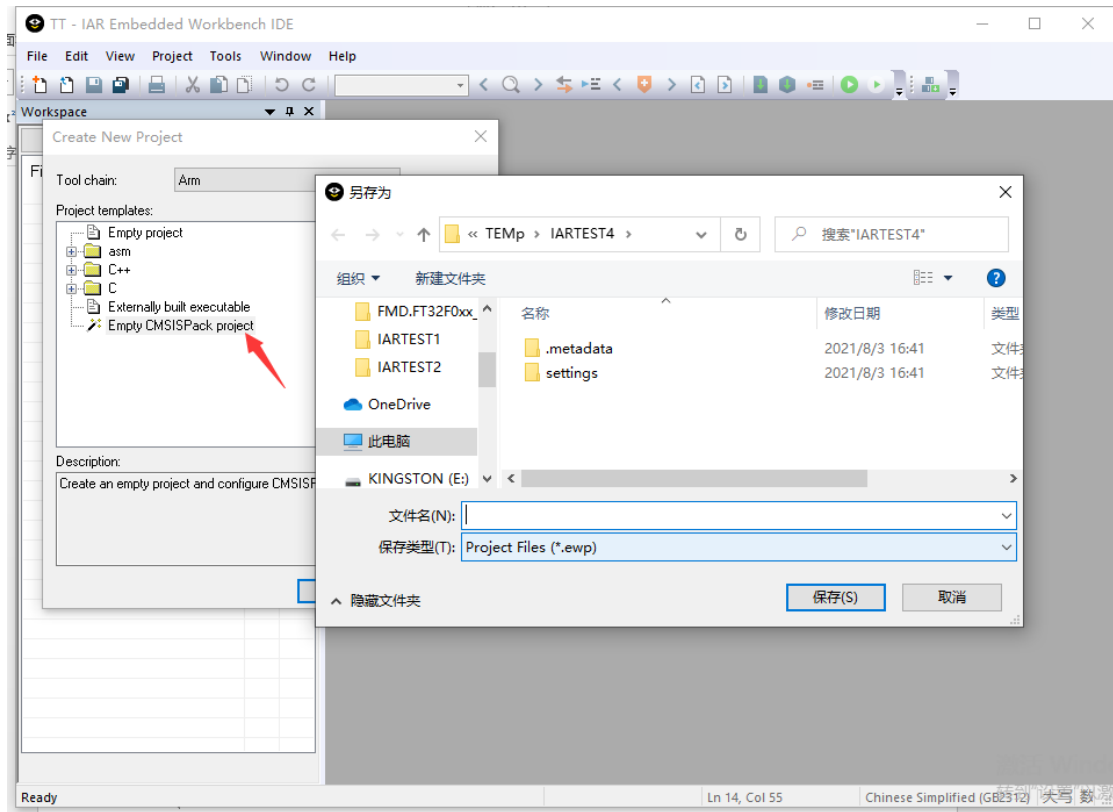 TT - IAR Embedded Workbench IDE
File Edit View Project Tools Window Help
Workspace
Create New Project
Fi
Tool chain: Arm
Project templates:
Empty project
asm
C++
C
Externally built executable
Empty CMSISPack project
Description:
Create an empty project and configure CMSISP
另存为
« TEMp › IARTEST4 ›
搜索"IARTEST4"
组织 新建文件夹
FMD.FT32F0xx_
IARTEST1
IARTEST2
OneDrive
此电脑
KINGSTON (E:)
名称 修改日期 类型
.metadata 2021/8/3 16:41 文件
settings 2021/8/3 16:41 文件
文件名(N):
保存类型(T): Project Files (*.ewp)
隐藏文件夹 保存(S) 取消
Ready Ln 14, Col 55 Chinese Simplified (GB2312) 大写 数